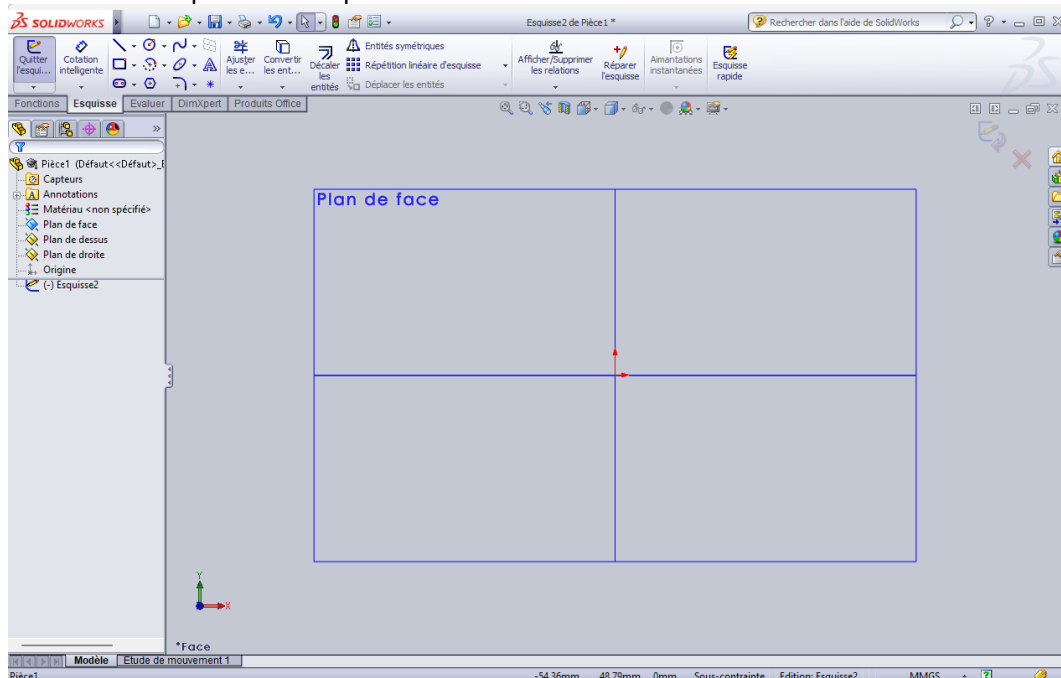 SOLIDWORKS
Esquisse2 de Pièce1 *
Rechercher dans l'aide de SolidWorks
Quitter l'esqui...
Cotation intelligente
Ajuster les e...
Convertir les ent...
Décaler les entités
Entités symétriques
Répétition linéaire d'esquisse
Déplacer les entités
Afficher/Supprimer les relations
Réparer l'esquisse
Aimantations instantanées
Esquisse rapide
Fonctions Esquisse Evaluer DimXpert Produits Office
Pièce1 (Défaut<<Défaut>_E
Capteurs
Annotations
Matériau <non spécifié>
Plan de face
Plan de dessus
Plan de droite
Origine
(-) Esquisse2
Plan de face
Y
X
*Face
Modèle Etude de mouvement 1
Pièce1 -54.36mm 48.79mm 0mm Sous-contrainte Edition: Esquisse2 MMGS